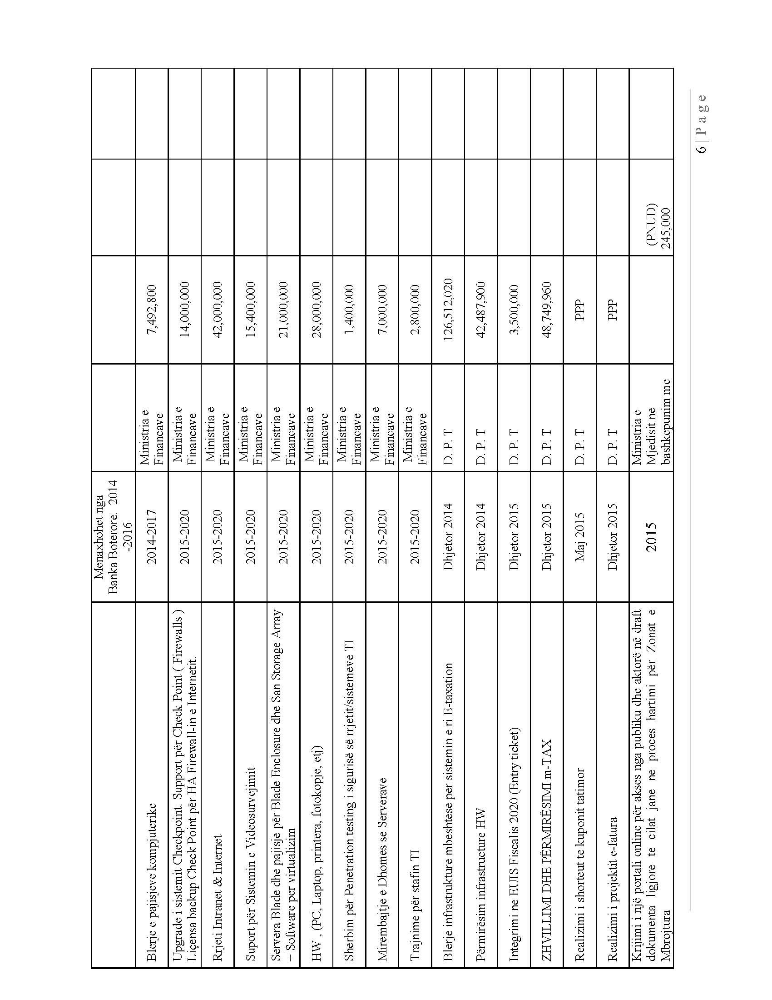 Menaxhohet nga
Banka Boterore. 2014
-2016
Blerje e pajisjeve kompjuterike
2014-2017
Ministria e
Financave
7,492,800
Upgrade i sistemit Checkpoint. Support për Check Point ( Firewalls )
Liçensa backup Check Point për HA Firewall-in e Internetit.
2015-2020
Ministria e
Financave
14,000,000
Rrjeti Intranet & Internet
2015-2020
Ministria e
Financave
42,000,000
Suport për Sistemin e Videosurvejimit
2015-2020
Ministria e
Financave
15,400,000
Servera Blade dhe pajisje për Blade Enclosure dhe San Storage Array
+ Software per virtualizim
2015-2020
Ministria e
Financave
21,000,000
HW , (PC, Laptop, printera, fotokopje, etj)
2015-2020
Ministria e
Financave
28,000,000
Sherbim për Penetration testing i sigurisë së rrjetit/sistemeve TI
2015-2020
Ministria e
Financave
1,400,000
Mirembajtje e Dhomes se Serverave
2015-2020
Ministria e
Financave
7,000,000
Trajnime për stafin TI
2015-2020
Ministria e
Financave
2,800,000
Blerje infrastrukture mbeshtese per sistemin e ri E-taxation
Dhjetor 2014
D. P. T
126,512,020
Përmirësim infrastructure HW
Dhjetor 2014
D. P. T
42,487,900
Integrimi ne EUIS Fiscalis 2020 (Entry ticket)
Dhjetor 2015
D. P. T
3,500,000
ZHVILLIMI DHE PËRMIRËSIMI m-TAX
Dhjetor 2015
D. P. T
48,749,960
Realizimi i shorteut te kuponit tatimor
Maj 2015
D. P. T
PPP
Realizimi i projektit e-fatura
Dhjetor 2015
D. P. T
PPP
Krijimi i një portali online për akses nga publiku dhe aktorë në draft
dokumenta ligjore te cilat jane ne proces hartimi për Zonat e
Mbrojtura
2015
Ministria e
Mjedisit ne
bashkepunim me
(PNUD)
245,000
6 | P a g e